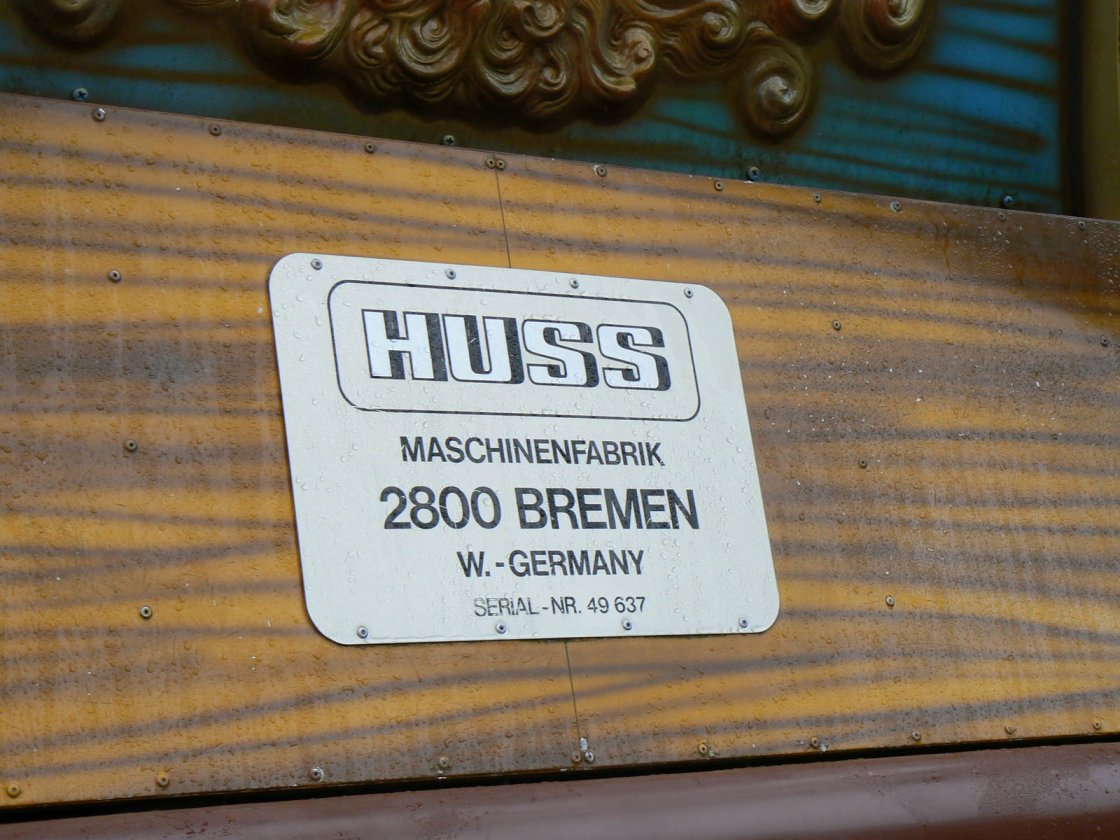 HUSS
MASCHINENFABRIK
2800 BREMEN
W.-GERMANY
SERIAL-NR. 49 637